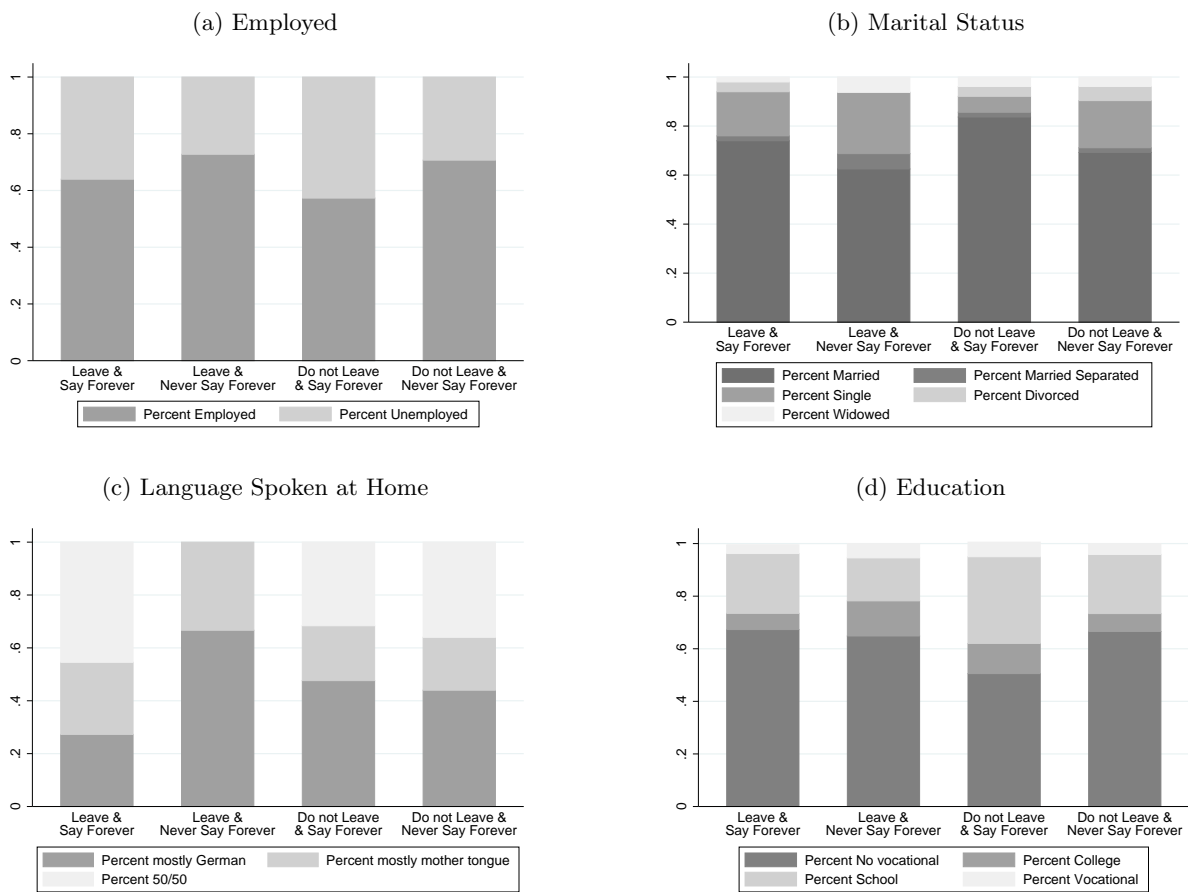 (a) Employed
0 .2 .4 .6 .8 1
Leave & Say Forever
Leave & Never Say Forever
Do not Leave & Say Forever
Do not Leave & Never Say Forever
Percent Employed Percent Unemployed
(b) Marital Status
0 .2 .4 .6 .8 1
Leave & Say Forever
Leave & Never Say Forever
Do not Leave & Say Forever
Do not Leave & Never Say Forever
Percent Married Percent Married Separated
Percent Single Percent Divorced
Percent Widowed
(c) Language Spoken at Home
0 .2 .4 .6 .8 1
Leave & Say Forever
Leave & Never Say Forever
Do not Leave & Say Forever
Do not Leave & Never Say Forever
Percent mostly German Percent mostly mother tongue
Percent 50/50
(d) Education
0 .2 .4 .6 .8 1
Leave & Say Forever
Leave & Never Say Forever
Do not Leave & Say Forever
Do not Leave & Never Say Forever
Percent No vocational Percent College
Percent School Percent Vocational